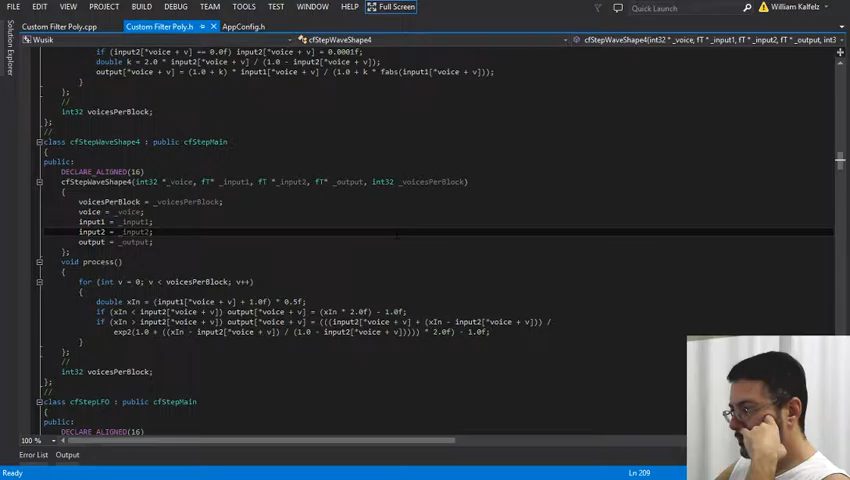 FILE EDIT VIEW PROJECT BUILD DEBUG TEAM TEST WINDOW HELP Full Screen Quick Launch (Ctrl+Q) William Kalfelz
Custom Filter Poly.cpp Custom Filter Poly.h AppConfig.h
Solution Explorer
Wusik cfStepWaveShape4 cfStepWaveShape4(int32 *_voice, fT * _input1, fT * _input2, fT * _output, int3
if (input2[*voice + v] == 0.0f) input2[*voice + v] = 0.0001f;
double k = 2.0 * input2[*voice + v] / (1.0 - input2[*voice + v]);
output[*voice + v] = (1.0 + k) * input1[*voice + v] / (1.0 + k * fabs(input1[*voice + v]));
}
};
//
int32 voicesPerBlock;
};
//
class cfStepWaveShape4 : public cfStepMain
{
public:
DECLARE_ALIGNED(16)
cfStepWaveShape4(int32 *_voice, fT* _input1, fT *_input2, fT* _output, int32 _voicesPerBlock)
{
voicesPerBlock = _voicesPerBlock;
voice = _voice;
input1 = _input1;
input2 = _input2;
output = _output;
};
void process()
{
for (int v = 0; v < voicesPerBlock; v++)
{
double xIn = (input1[*voice + v] + 1.0f) * 0.5f;
if (xIn < input2[*voice + v]) output[*voice + v] = (xIn * 2.0f) - 1.0f;
if (xIn > input2[*voice + v]) output[*voice + v] = (((input2[*voice + v] + (xIn - input2[*voice + v])) /
exp2(1.0 + ((xIn - input2[*voice + v]) / (1.0 - input2[*voice + v])))) * 2.0f) - 1.0f;
}
};
//
int32 voicesPerBlock;
};
//
class cfStepLFO : public cfStepMain
{
public:
DECLARE_ALIGNED(16)
100 %
Error List Output
Ready Ln 209